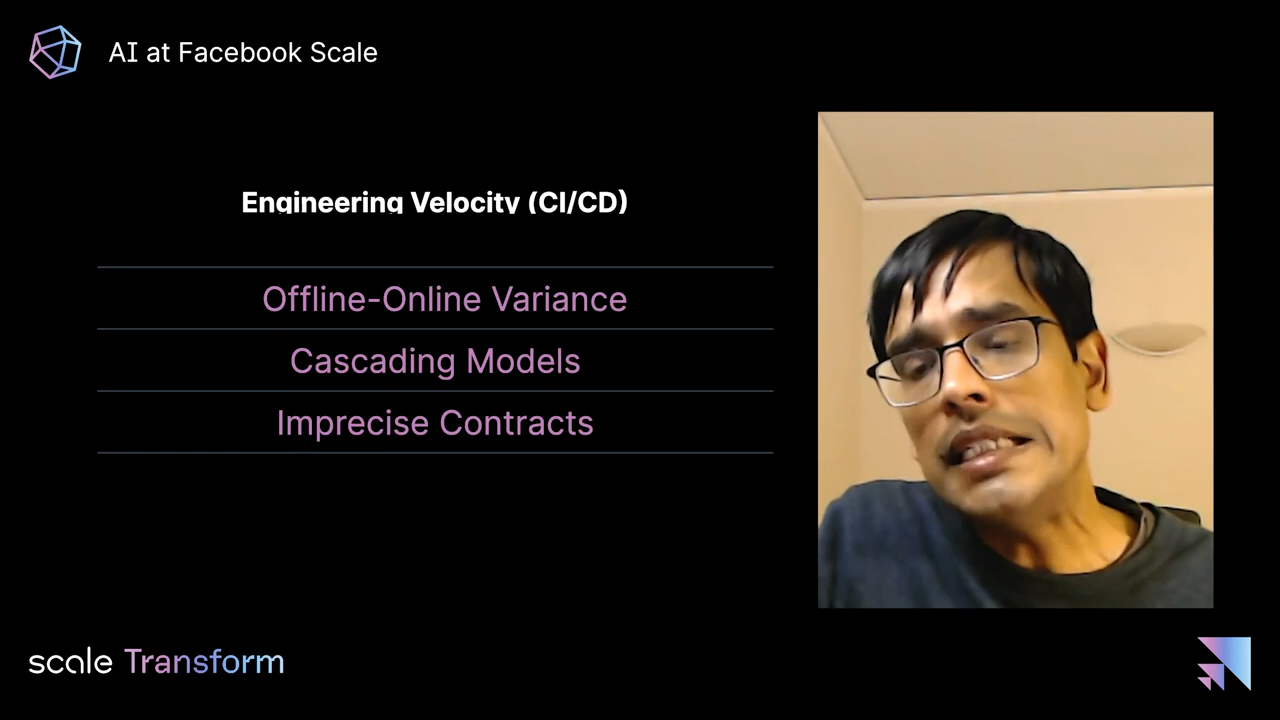 AI at Facebook Scale
Engineering Velocity (CI/CD)
Offline-Online Variance
Cascading Models
Imprecise Contracts
scale Transform